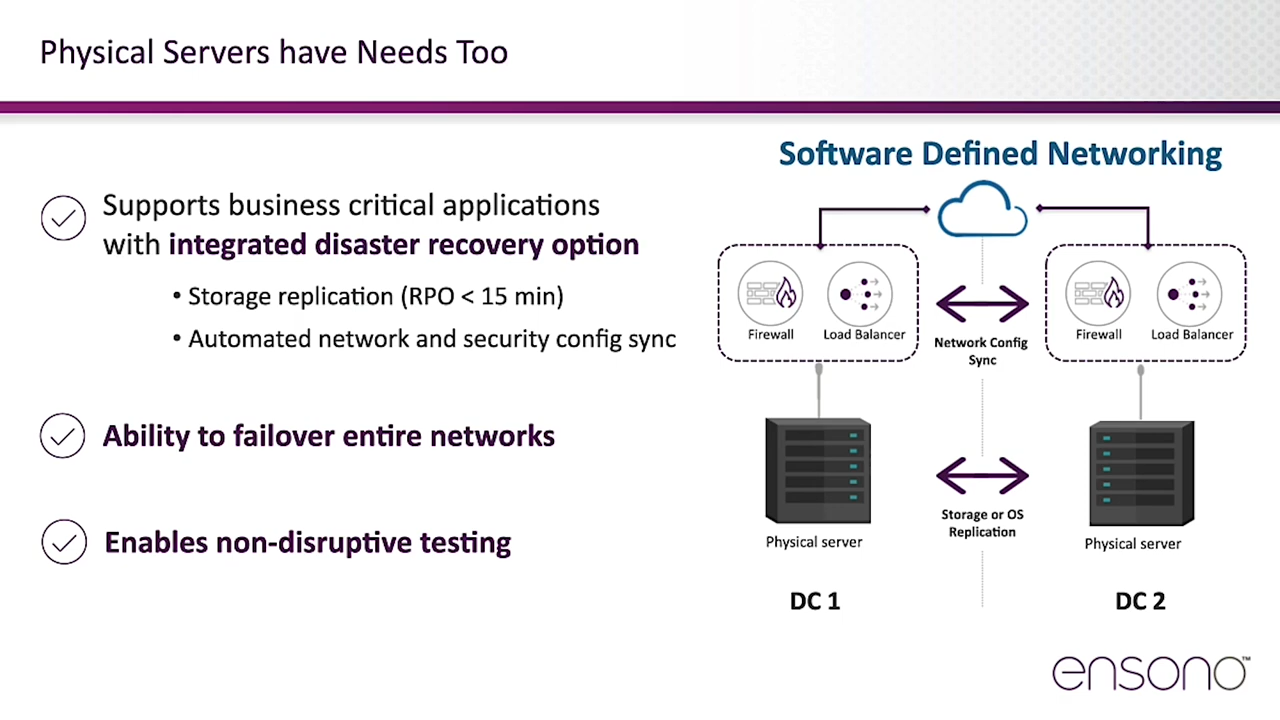 Physical Servers have Needs Too
Supports business critical applications
with integrated disaster recovery option
• Storage replication (RPO < 15 min)
• Automated network and security config sync
Ability to failover entire networks
Enables non-disruptive testing
Software Defined Networking
Firewall
Load Balancer
Network Config
Sync
Firewall
Load Balancer
Storage or OS
Replication
Physical server
Physical server
DC 1
DC 2
ensono™